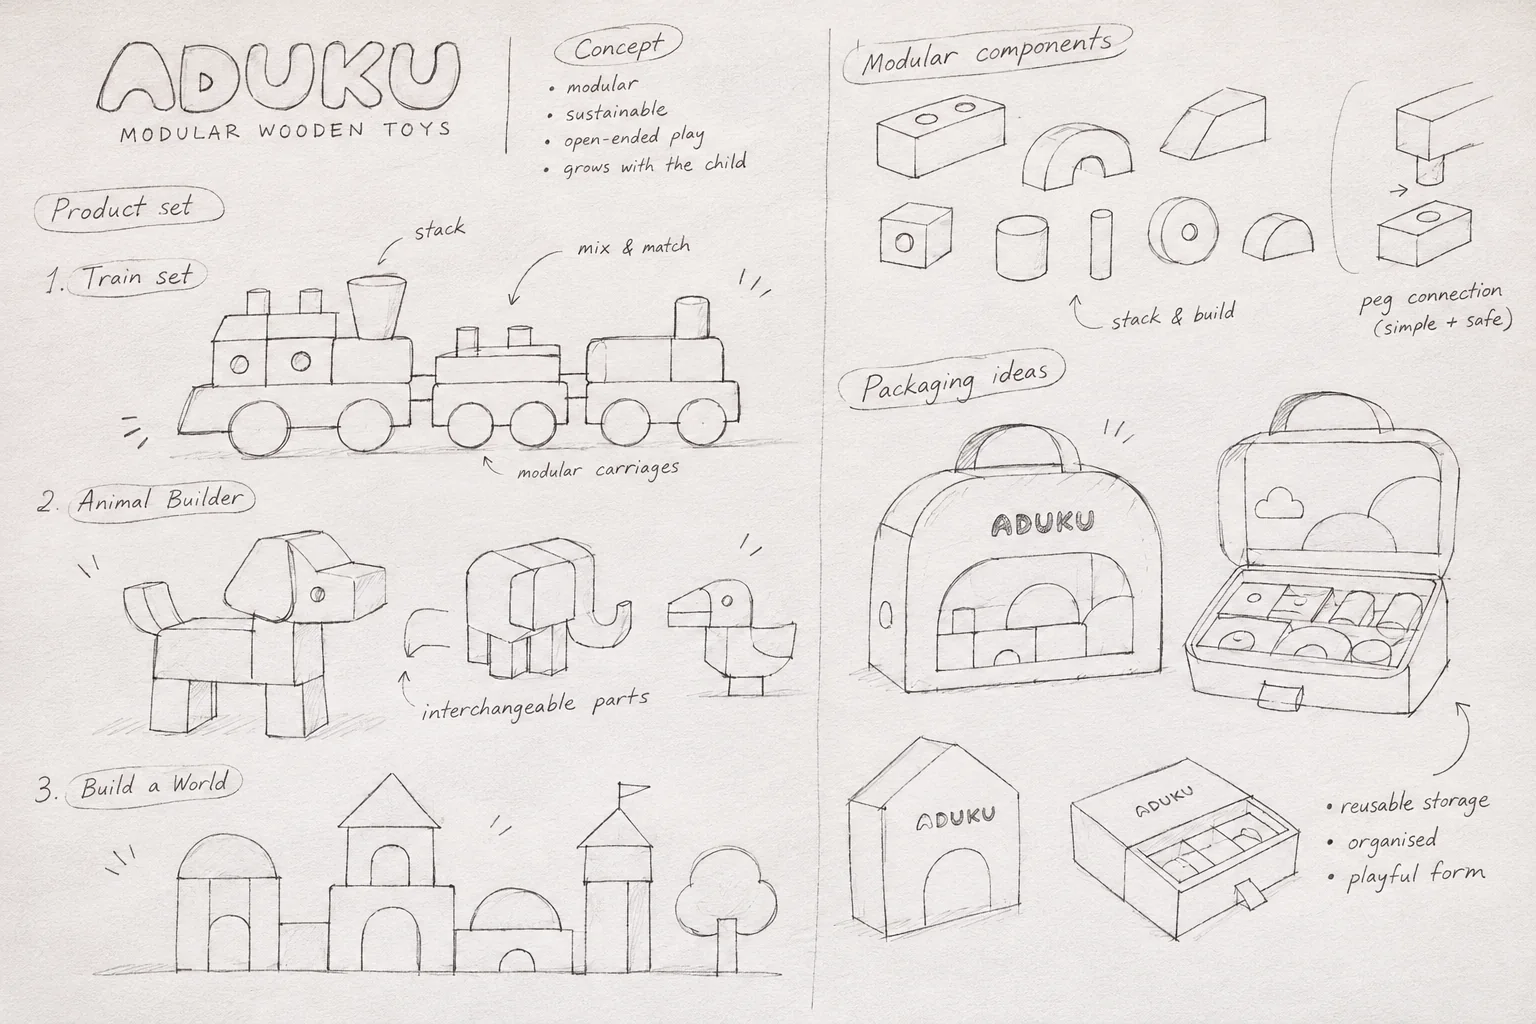 ADUKU
MODULAR WOODEN TOYS
Concept
• modular
• sustainable
• open-ended play
• grows with the child
Product set
1. Train set
stack
mix & match
modular carriages
2. Animal Builder
interchangeable parts
3. Build a World
Modular components
stack & build
peg connection
(simple + safe)
Packaging ideas
ADUKU
ADUKU
ADUKU
• reusable storage
• organised
• playful form